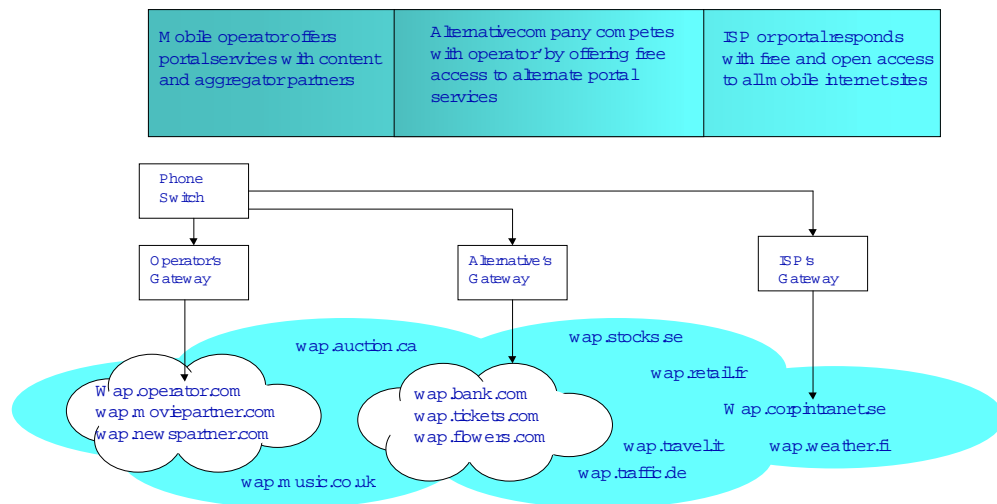 Mobile operator offers
portal services with content
and aggregator partners
Alternative company competes
with operator' by offering free
access to alternate portal
services
ISP or portal responds
with free and open access
to all mobile internet sites
Phone
Switch
Operator's
Gateway
Alternative's
Gateway
ISP's
Gateway
wap.auction.ca
wap.stocks.se
wap.retail.fr
Wap.operator.com
wap.moviepartner.com
wap.newspartner.com
wap.bank.com
wap.tickets.com
wap.flowers.com
Wap.corpintranet.se
wap.travel.it
wap.weather.fi
wap.traffic.de
wap.music.co.uk